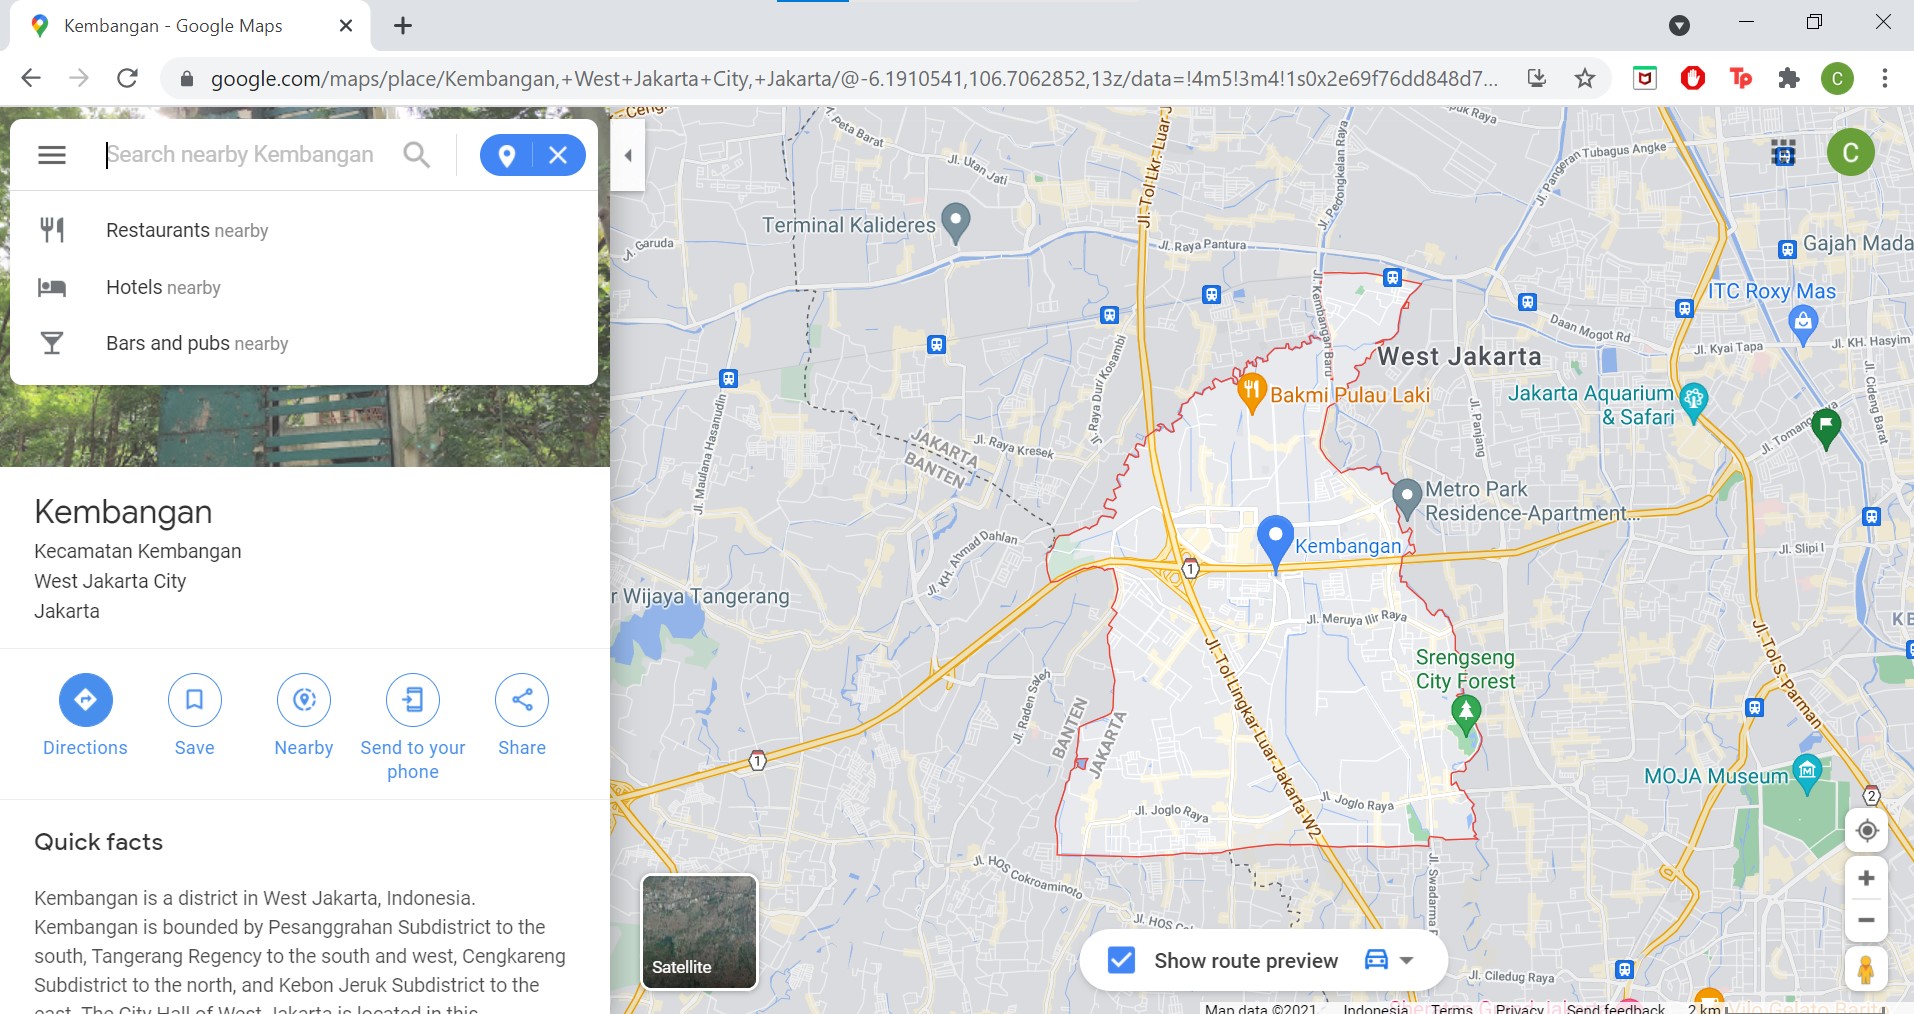 Kembangan - Google Maps
google.com/maps/place/Kembangan,+West+Jakarta+City,+Jakarta/@-6.1910541,106.7062852,13z/data=!4m5!3m4!1s0x2e69f76dd848d7...
Tp
C
Search nearby Kembangan
Restaurants nearby
Hotels nearby
Bars and pubs nearby
Kembangan
Kecamatan Kembangan
West Jakarta City
Jakarta
Directions
Save
Nearby
Send to your
phone
Share
Quick facts
Kembangan is a district in West Jakarta, Indonesia.
Kembangan is bounded by Pesanggrahan Subdistrict to the
south, Tangerang Regency to the south and west, Cengkareng
Subdistrict to the north, and Kebon Jeruk Subdistrict to the
east. The City Hall of West Jakarta is located in this
C
J. Peta Barat
Jl. Utan Jati
Jl. Tol Lkr. Luar J
Jl. Pedongkelan Raya
Jl. Pangeran Tubagus Angke
Terminal Kalideres
Jl. Garuda
Jl. Raya Pantura
Gajah Mada
Jl. Kembangan Baru
ITC Roxy Mas
Daan Mogot Rd
Jl. Kyai Tapa
Jl. KH. Hasyim
Jl. Raya Duri Kosambi
West Jakarta
Jl. Cideng Barat
Bakmi Pulau Laki
Jakarta Aquarium
& Safari
Jl. Panjang
Jl. Maulana Hasanudin
JAKARTA
BANTEN
Jl. Raya Kresek
Metro Park
Residence-Apartment...
Jl. KH. Ahmad Dahlan
Jl. Slipi I
Kembangan
1
r Wijaya Tangerang
Jl. Meruya Ilir Raya
Srengseng
City Forest
Jl. Tol S. Parman
Jl. Raden Saleh
BANTEN
JAKARTA
Jl. Tol Lingkar Luar Jakarta W2
1
MOJA Museum
2
Jl. Joglo Raya
Jl. Joglo Raya
Jl. HOS Cokroaminoto
Satellite
Show route preview
Jl. Ciledug Raya
Map data ©2021
Indonesia
Terms
Privacy
Send feedback
2 km